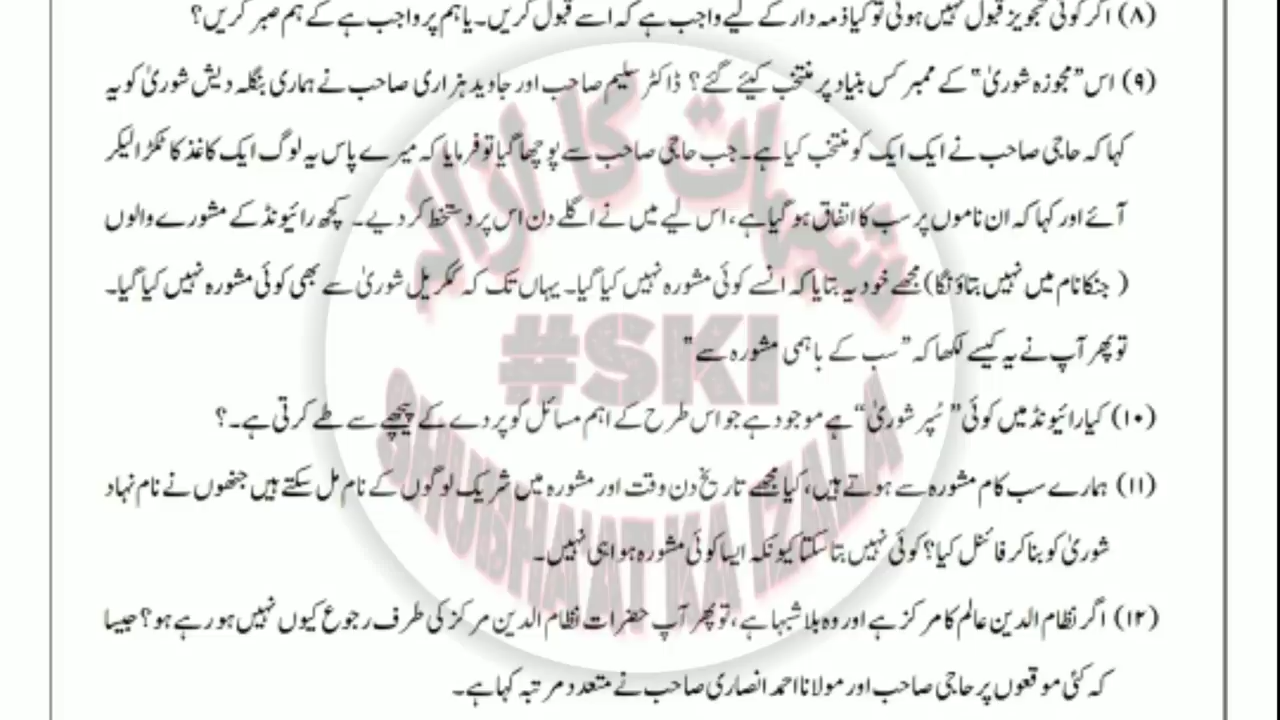 (۸) اگر کوئی تجویز قبول نہیں ہوئی تو کیا ذمہ دار کے لیے واجب ہے کہ اسے قبول کریں۔ یا ہم پر واجب ہے کے ہم صبر کریں؟
(۹) اس "مجوزہ شوریٰ" کے ممبر کس بنیاد پر منتخب کیئے گئے؟ ڈاکٹر سلیم صاحب اور جاوید ہزاری صاحب نے ہماری بنگلہ دیش شوریٰ کو یہ
کہا کہ حاجی صاحب نے ایک ایک کو منتخب کیا ہے۔ جب حاجی صاحب سے پوچھا گیا تو فرمایا کہ میرے پاس یہ لوگ ایک کاغذ کا ٹکڑا لیکر
آئے اور کہا کہ ان ناموں پر سب کا اتفاق ہو گیا ہے، اس لیے میں نے اگلے دن اس پر دستخط کر دیے۔ کچھ رائیونڈ کے مشورے والوں
( جنکا نام میں نہیں بتاؤنگا) مجھے خود یہ بتایا کہ انسے کوئی مشورہ نہیں کیا گیا۔ یہاں تک کہ ککریل شوریٰ سے بھی کوئی مشورہ نہیں کیا گیا۔
تو پھر آپ نے یہ کیسے لکھا کہ "سب کے باہمی مشورہ سے"
(۱۰) کیا رائیونڈ میں کوئی "سُپر شوریٰ" ہے موجود ہے جو اس طرح کے اہم مسائل کو پردے کے پیچھے سے طے کرتی ہے۔؟
(۱۱) ہمارے سب کام مشورہ سے ہوتے ہیں، کیا مجھے تاریخ دن وقت اور مشورہ میں شریک لوگوں کے نام مل سکتے ہیں جنھوں نے نام نہاد
شوریٰ کو بنا کر فائنل کیا؟ کوئی نہیں بتا سکتا کیونکہ ایسا کوئی مشورہ ہوا ہی نہیں۔
(۱۲) اگر نظام الدین عالم کا مرکز ہے اور وہ بلا شبہا ہے، تو پھر آپ حضرات نظام الدین مرکز کی طرف رجوع کیوں نہیں ہو رہے ہو؟ جیسا
کہ کئی موقعوں پر حاجی صاحب اور مولانا احمد انصاری صاحب نے متعدد مرتبہ کہا ہے۔
شبہات کا ازالہ
#SKI
SHUBHAAT KA IZALA